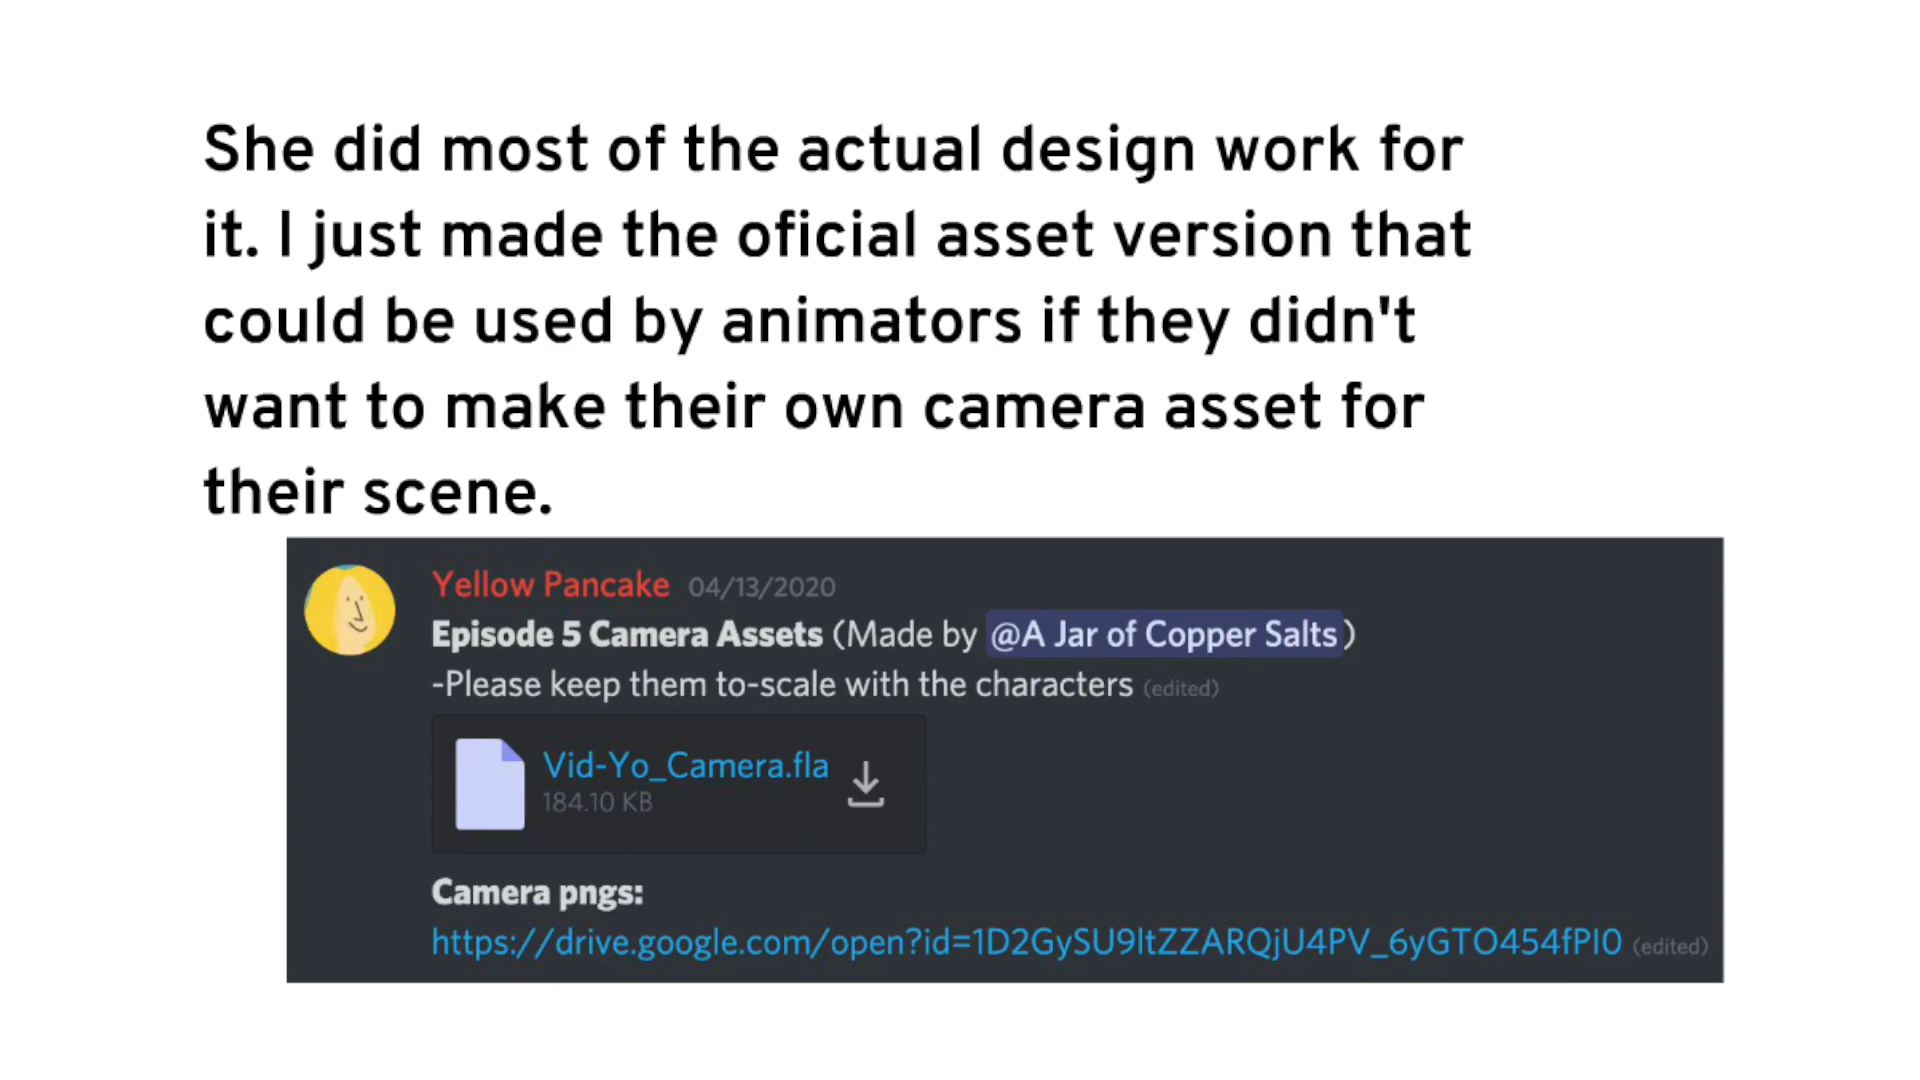 She did most of the actual design work for
it. I just made the oficial asset version that
could be used by animators if they didn't
want to make their own camera asset for
their scene.
Yellow Pancake 04/13/2020
Episode 5 Camera Assets (Made by @A Jar of Copper Salts)
-Please keep them to-scale with the characters (edited)
Vid-Yo_Camera.fla
184.10 KB
Camera pngs:
https://drive.google.com/open?id=1D2GySU9ltZZARQjU4PV_6yGTO454fPl0 (edited)